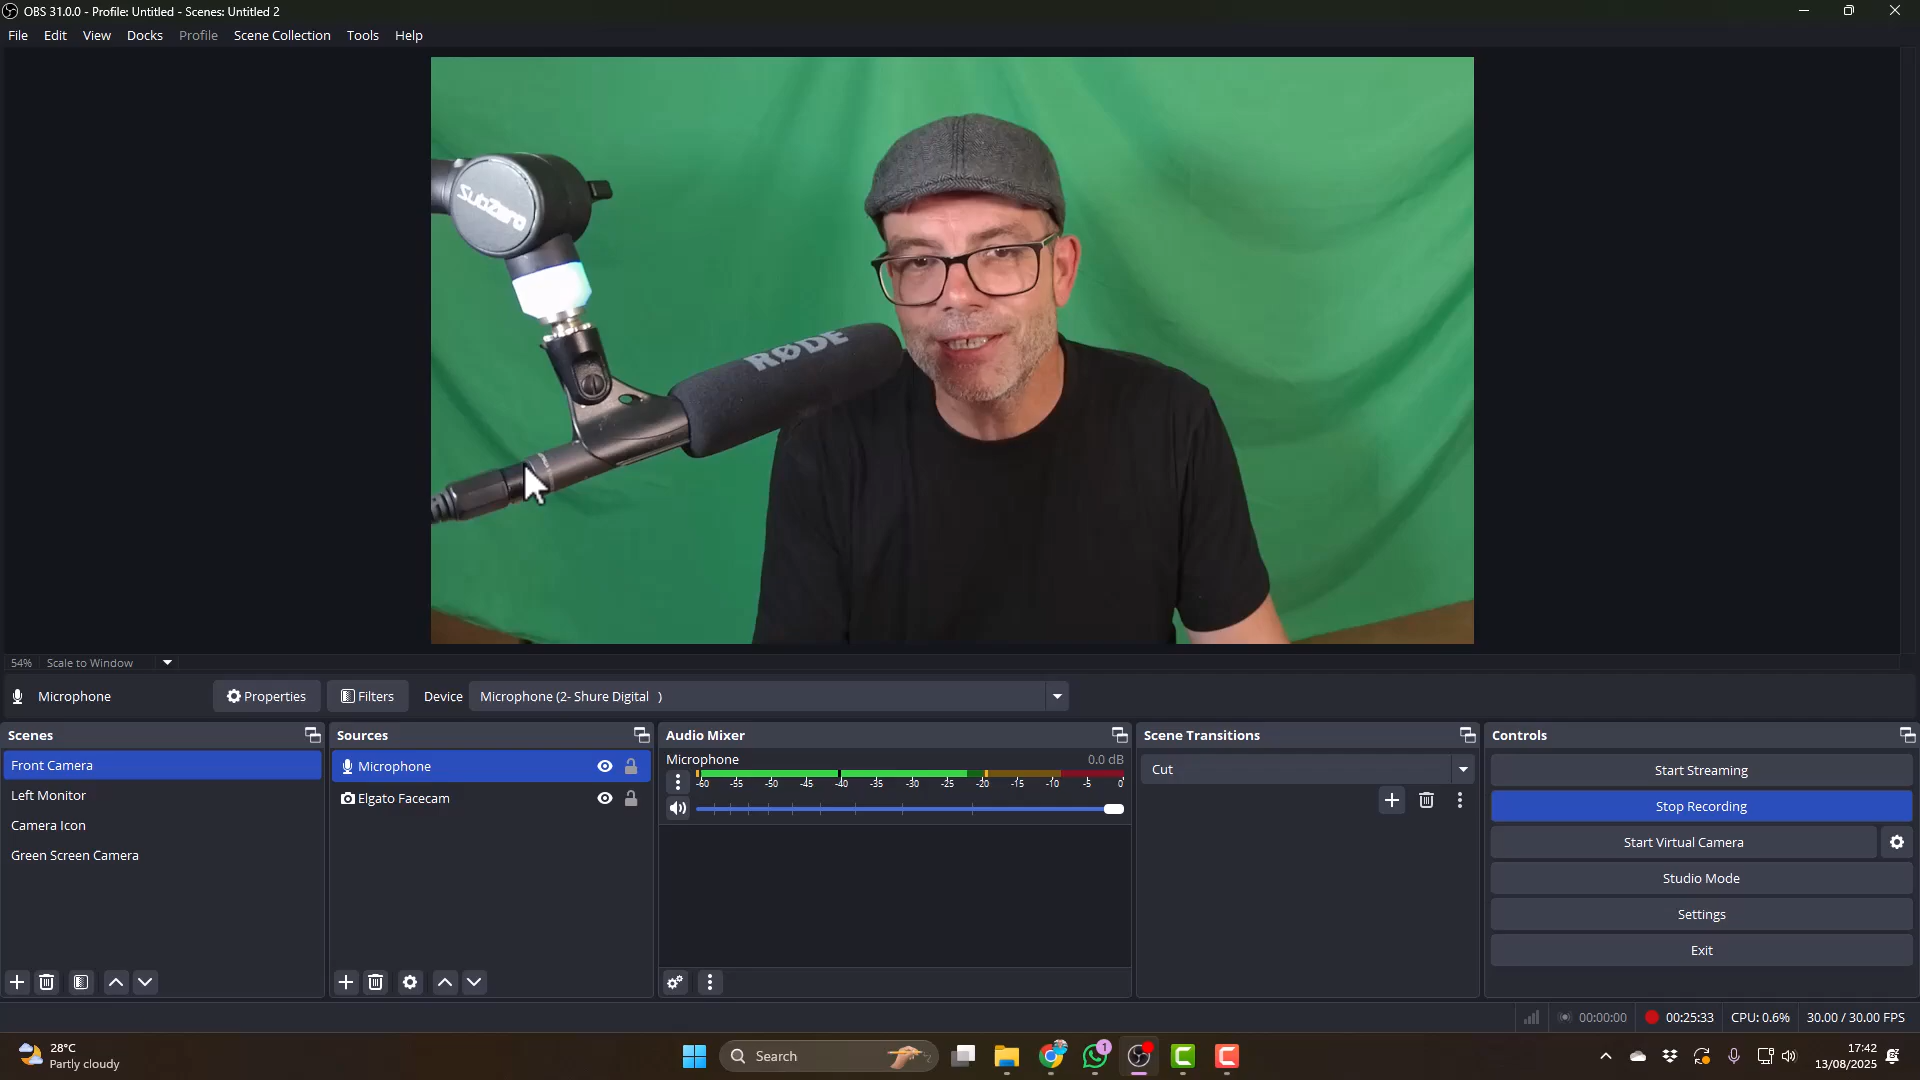 OBS 31.0.0 - Profile: Untitled - Scenes: Untitled 2
File Edit View Docks Profile Scene Collection Tools Help
SubZero
RØDE
54% Scale to Window
Microphone Properties Filters Device Microphone (2- Shure Digital )
Scenes
Front Camera
Left Monitor
Camera Icon
Green Screen Camera
Sources
Microphone
Elgato Facecam
Audio Mixer
Microphone 0.0 dB
-60 -55 -50 -45 -40 -35 -30 -25 -20 -15 -10 -5 0
Scene Transitions
Cut
Controls
Start Streaming
Stop Recording
Start Virtual Camera
Studio Mode
Settings
Exit
00:00:00 00:25:33 CPU: 0.6% 30.00 / 30.00 FPS
28°C
Partly cloudy
Search
1
17:42
13/08/2025